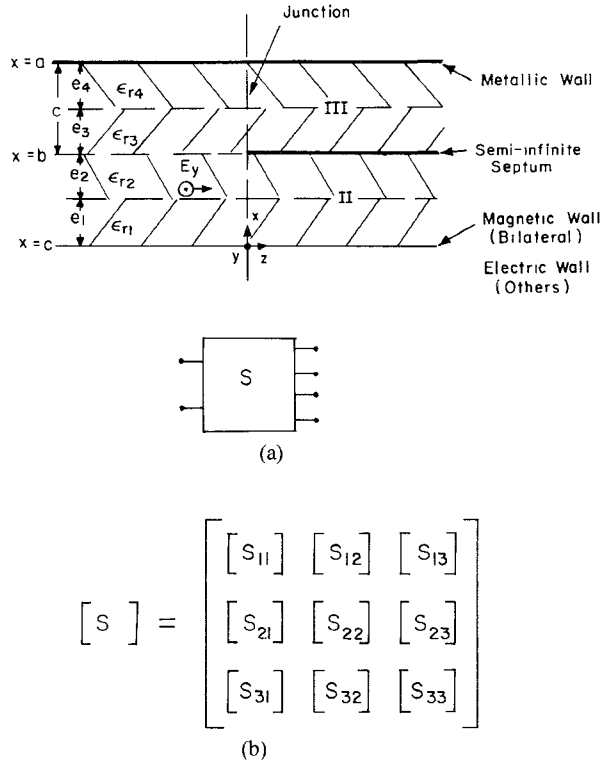 Junction
x = a
e4
ϵr4
III
Metallic Wall
c
e3
ϵr3
x = b
Semi-infinite
Septum
e2
ϵr2
Ey
II
e1
ϵr1
x
Magnetic Wall
(Bilateral)
x = c
y
z
Electric Wall
(Others)
S
(a)
[S ] = [ [S11] [S12] [S13]
[S21] [S22] [S23]
[S31] [S32] [S33] ]
(b)